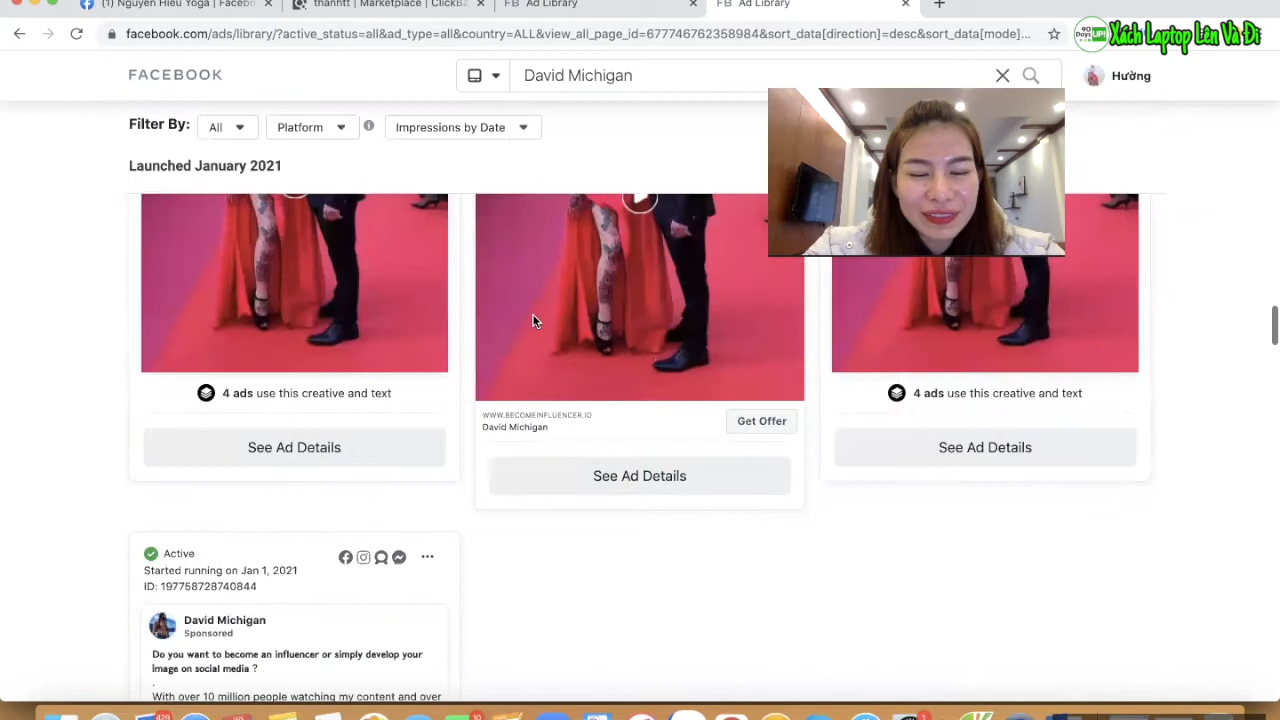 (1) Nguyen Hieu Yoga | Facebo
thanhtt | Marketplace | ClickBa
Ad Library
Ad Library
facebook.com/ads/library/?active_status=all&ad_type=all&country=ALL&view_all_page_id=677746762358984&sort_data[direction]=desc&sort_data[mode]...
90 Days UP!
Xách Laptop Lên Và Đi
FACEBOOK
David Michigan
Hường
Filter By:
All
Platform
Impressions by Date
Launched January 2021
4 ads use this creative and text
See Ad Details
WWW.BECOMEINFLUENCER.IO
David Michigan
Get Offer
See Ad Details
4 ads use this creative and text
See Ad Details
Active
Started running on Jan 1, 2021
ID: 197758728740844
David Michigan
Sponsored
Do you want to become an influencer or simply develop your
image on social media ?
.
With over 10 million people watching my content and over